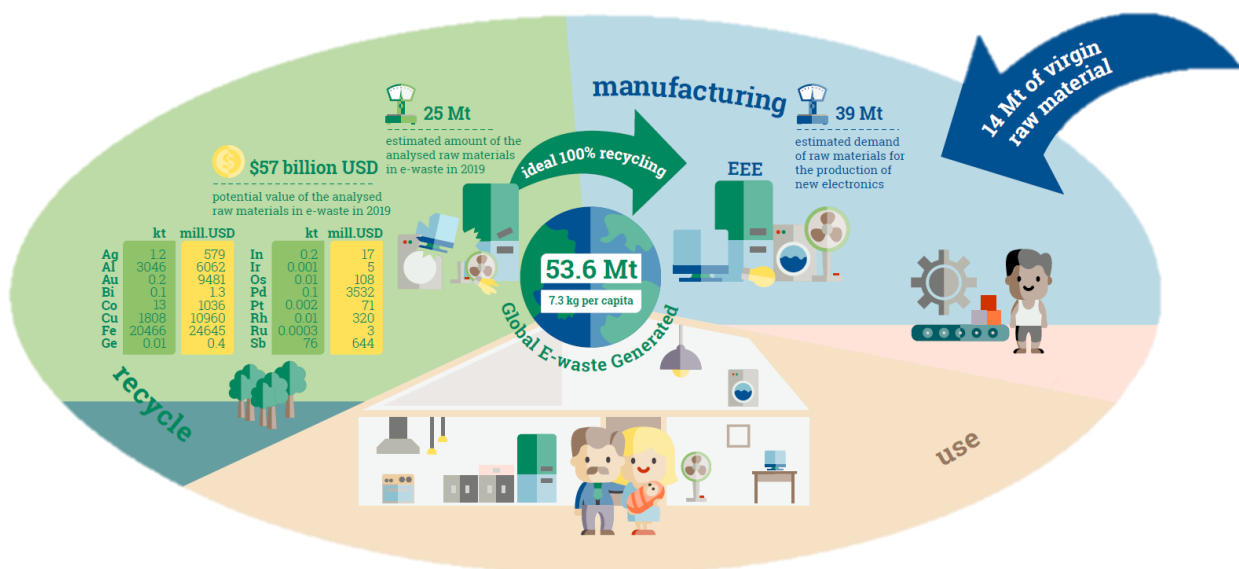 manufacturing
14 Mt of virgin
raw material
25 Mt
estimated amount of the
analysed raw materials
in e-waste in 2019
39 Mt
estimated demand
of raw materials for
the production of
new electronics
ideal 100% recycling
$57 billion USD
potential value of the analysed
raw materials in e-waste in 2019
EEE
kt mill.USD kt mill.USD
Ag 1.2 579 In 0.2 17
Al 3046 6062 Ir 0.001 5
Au 0.2 9481 Os 0.01 108
Bi 0.1 1.3 Pd 0.1 3532
Co 13 1036 Pt 0.002 71
Cu 1808 10960 Rh 0.01 320
Fe 20466 24645 Ru 0.0003 3
Ge 0.01 0.4 Sb 76 644
53.6 Mt
7.3 kg per capita
Global E-waste Generated
recycle
use